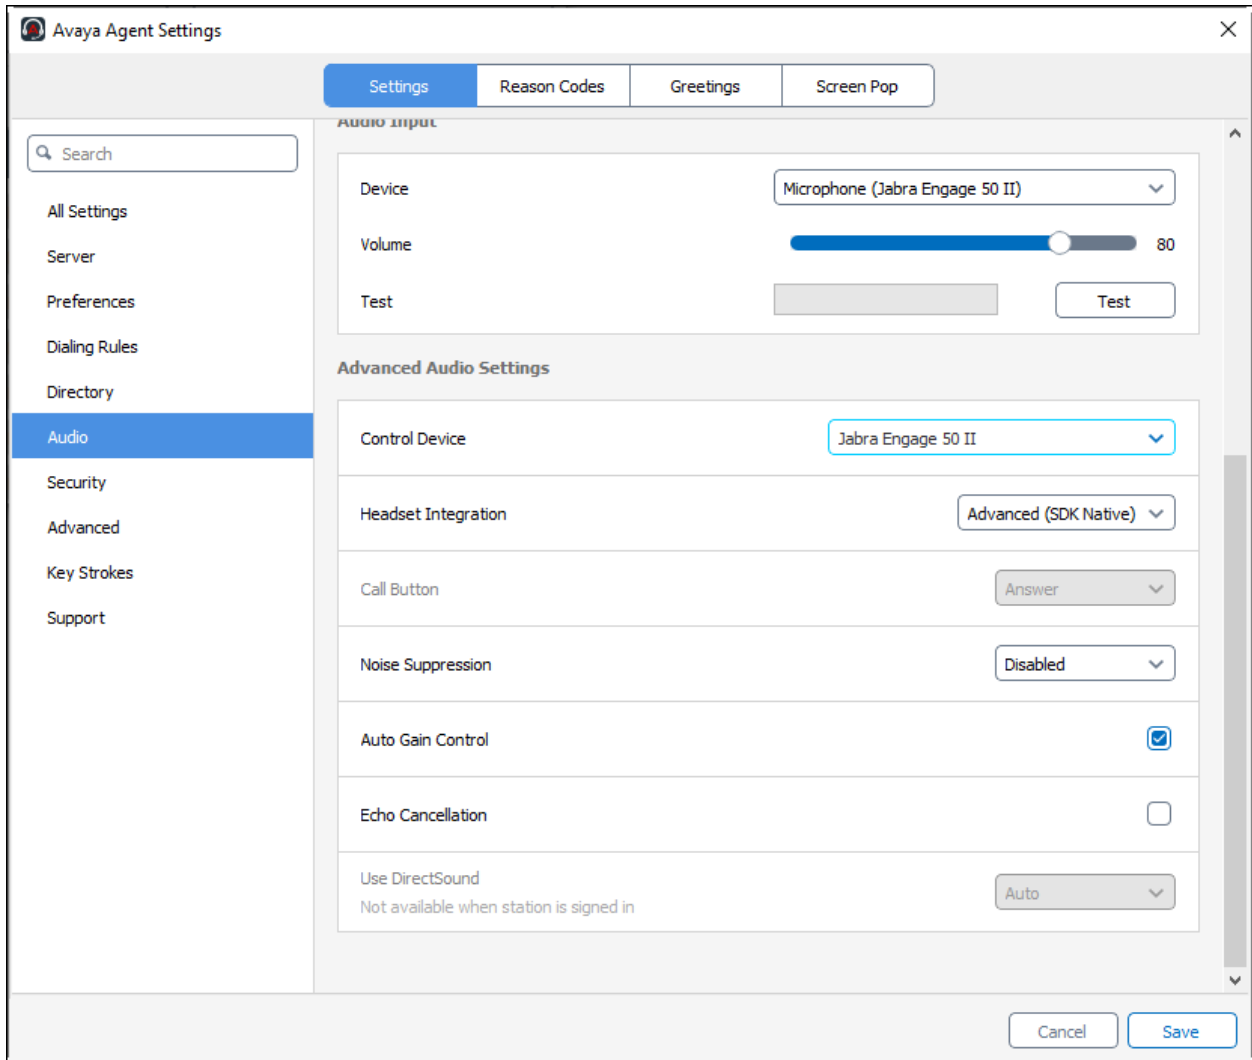 Avaya Agent Settings
Settings
Reason Codes
Greetings
Screen Pop
Search
All Settings
Server
Preferences
Dialing Rules
Directory
Audio
Security
Advanced
Key Strokes
Support
Audio Input
Device
Microphone (Jabra Engage 50 II)
Volume
80
Test
Test
Advanced Audio Settings
Control Device
Jabra Engage 50 II
Headset Integration
Advanced (SDK Native)
Call Button
Answer
Noise Suppression
Disabled
Auto Gain Control
Echo Cancellation
Use DirectSound
Not available when station is signed in
Auto
Cancel
Save